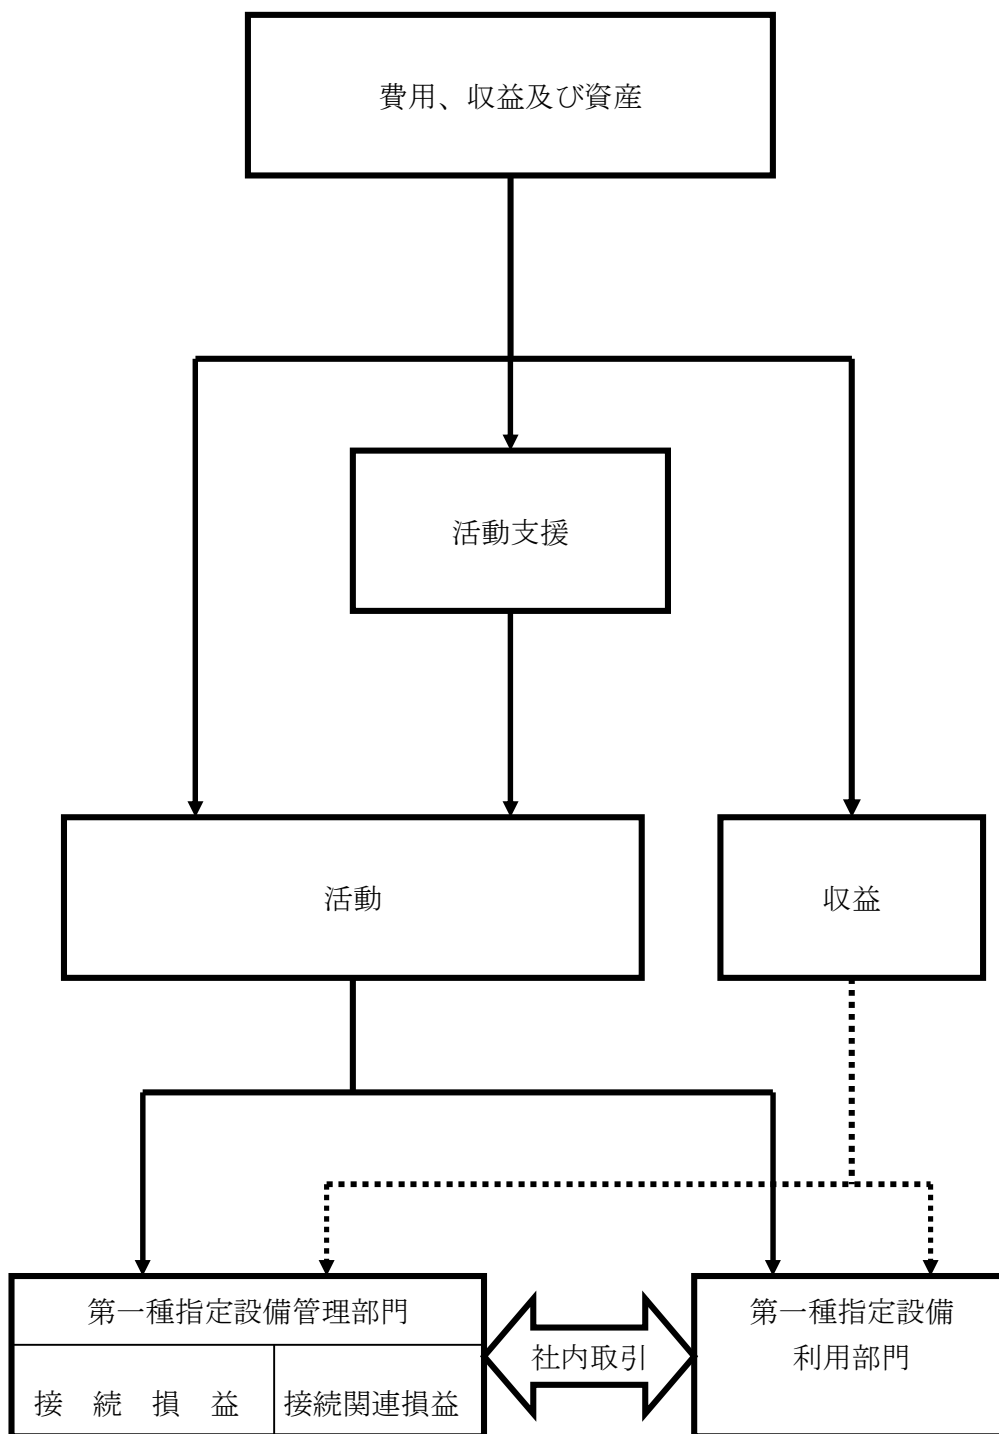 費用、収益及び資産
活動支援
活動
収益
第一種指定設備管理部門
接続損益
接続関連損益
社内取引
第一種指定設備
利用部門